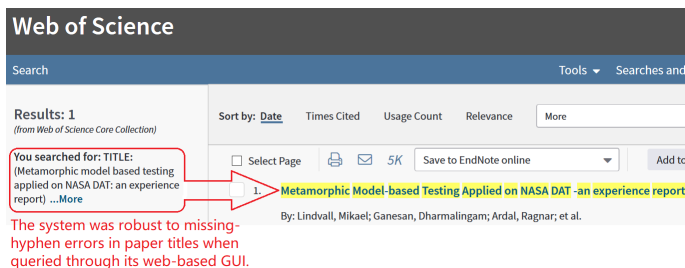 Web of Science
Search
Tools
Searches and
Results: 1
(from Web of Science Core Collection)
Sort by: Date
Times Cited
Usage Count
Relevance
More
You searched for: TITLE:
(Metamorphic model based testing
applied on NASA DAT: an experience
report) ...More
Select Page
5K
Save to EndNote online
Add to
1.
Metamorphic Model-based Testing Applied on NASA DAT -an experience report
By: Lindvall, Mikael; Ganesan, Dharmalingam; Ardal, Ragnar; et al.
The system was robust to missing-
hyphen errors in paper titles when
queried through its web-based GUI.